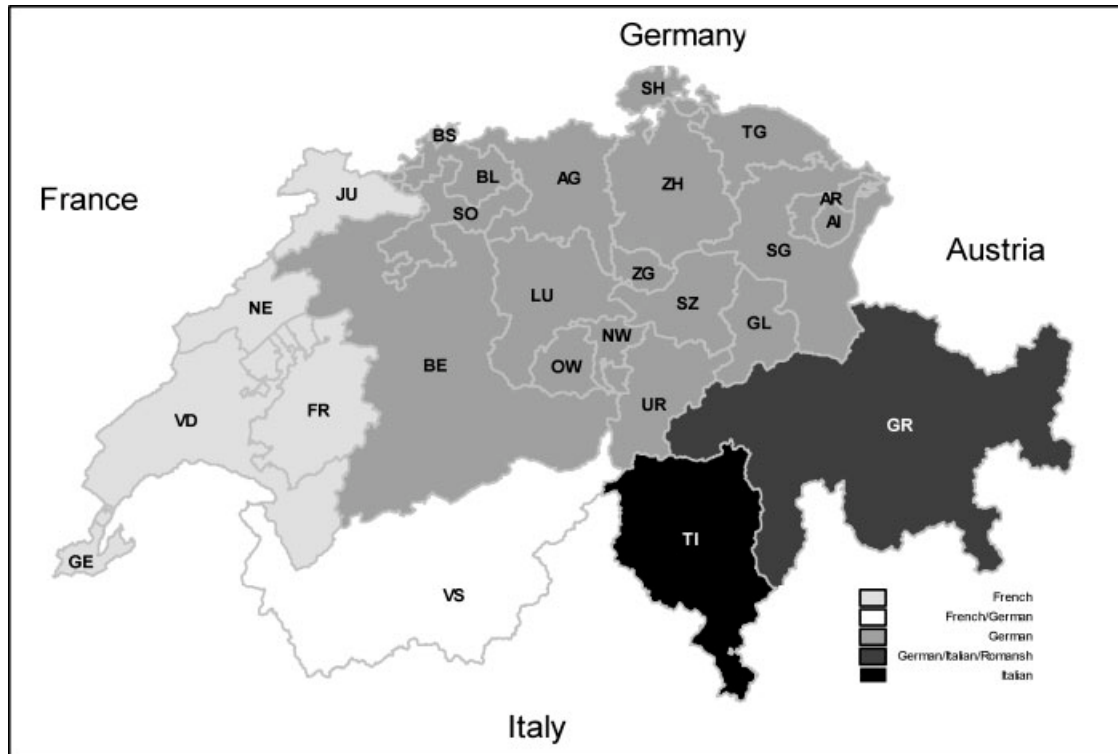 Germany
SH
BS
TG
BL
AG
ZH
France
JU
AR
SO
AI
SG
Austria
ZG
LU
SZ
NE
GL
NW
BE
OW
UR
VD
FR
GR
TI
GE
VS
French
French/German
German
German/Italian/Romansh
Italian
Italy